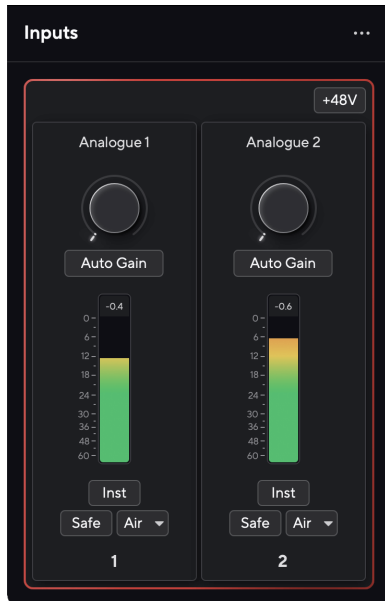 Inputs ...
+48V
Analogue 1 Analogue 2
Auto Gain Auto Gain
-0.4 -0.6
0 0
6 6
12 12
18 18
24 24
30 30
36 36
48 48
60 60
Inst Inst
Safe Air Safe Air
1 2